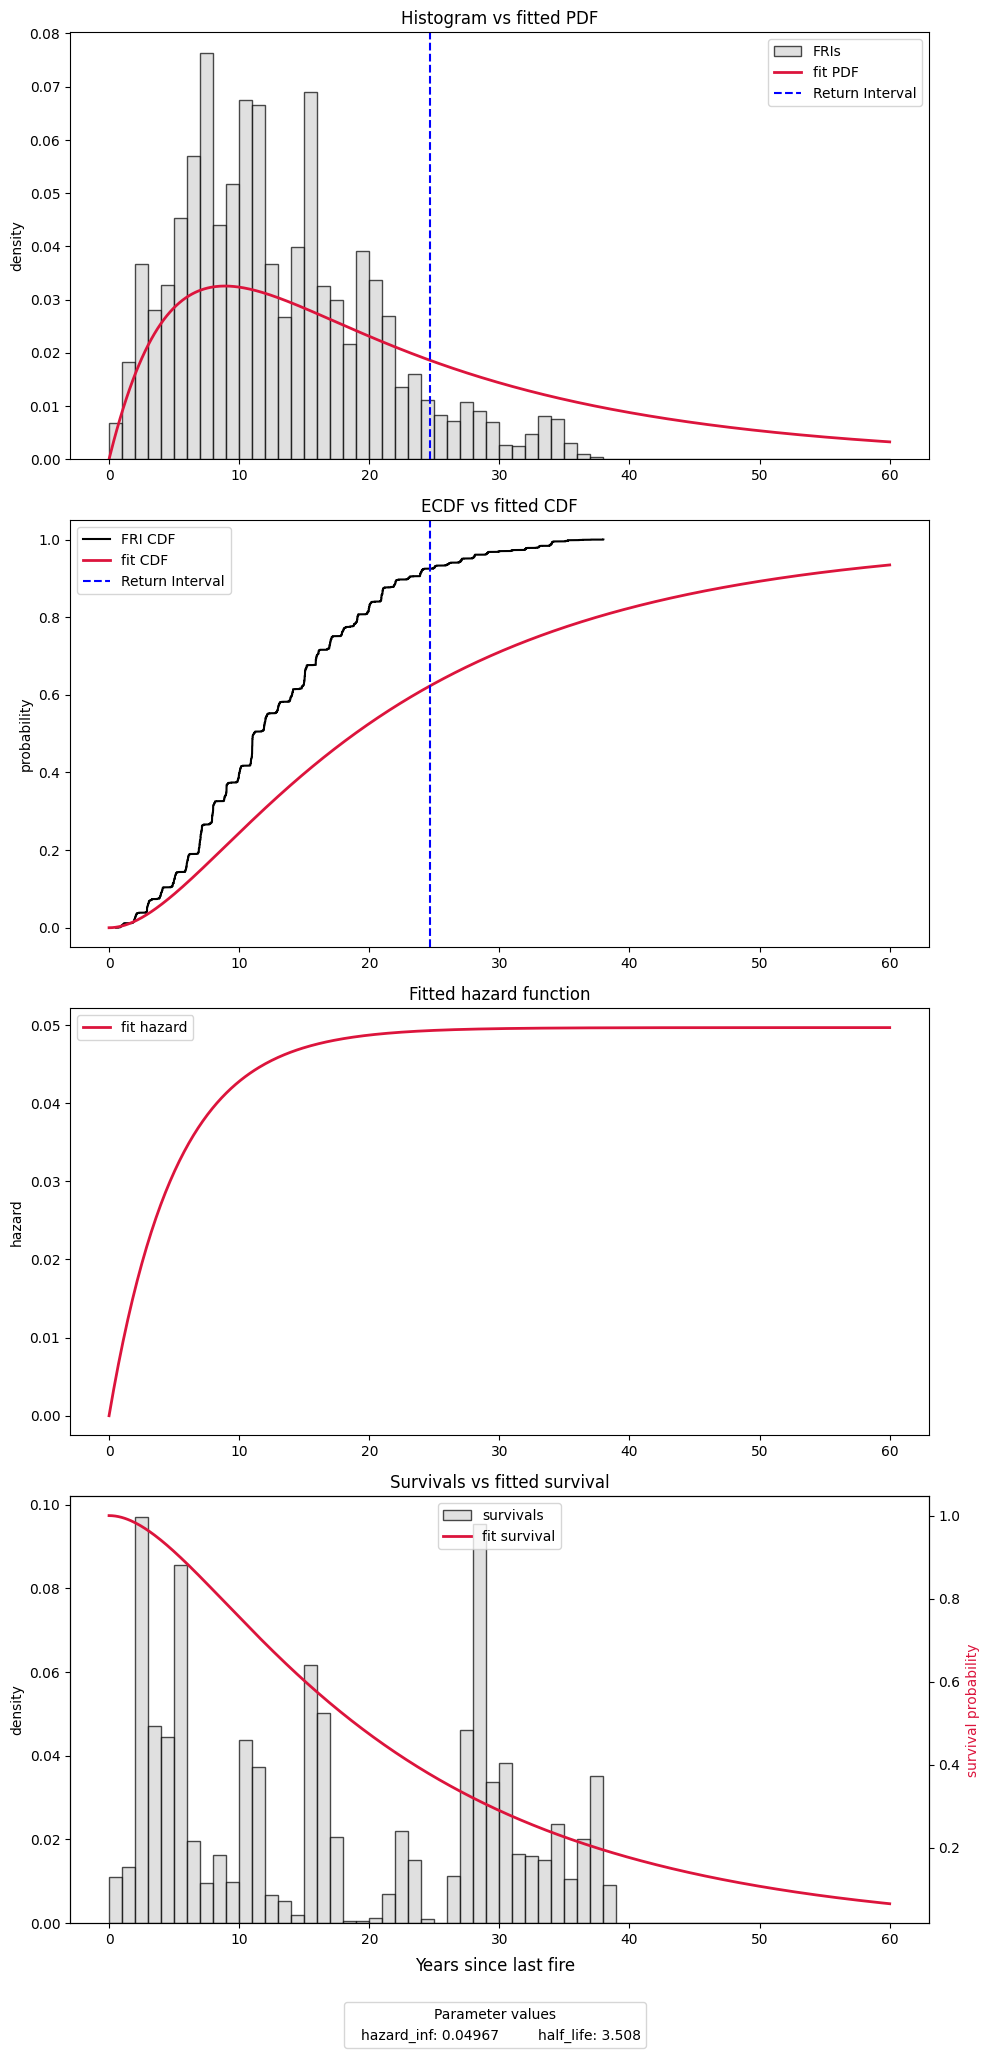 Histogram vs fitted PDF
0.08
0.07
0.06
0.05
0.04
0.03
0.02
0.01
0.00
density
FRIs
fit PDF
Return Interval
0 10 20 30 40 50 60
ECDF vs fitted CDF
1.0
0.8
0.6
0.4
0.2
0.0
probability
FRI CDF
fit CDF
Return Interval
0 10 20 30 40 50 60
Fitted hazard function
0.05
0.04
0.03
0.02
0.01
0.00
hazard
fit hazard
0 10 20 30 40 50 60
Survivals vs fitted survival
0.10
0.08
0.06
0.04
0.02
0.00
density
survivals
fit survival
1.0
0.8
0.6
0.4
0.2
survival probability
0 10 20 30 40 50 60
Years since last fire
Parameter values
hazard_inf: 0.04967 half_life: 3.508